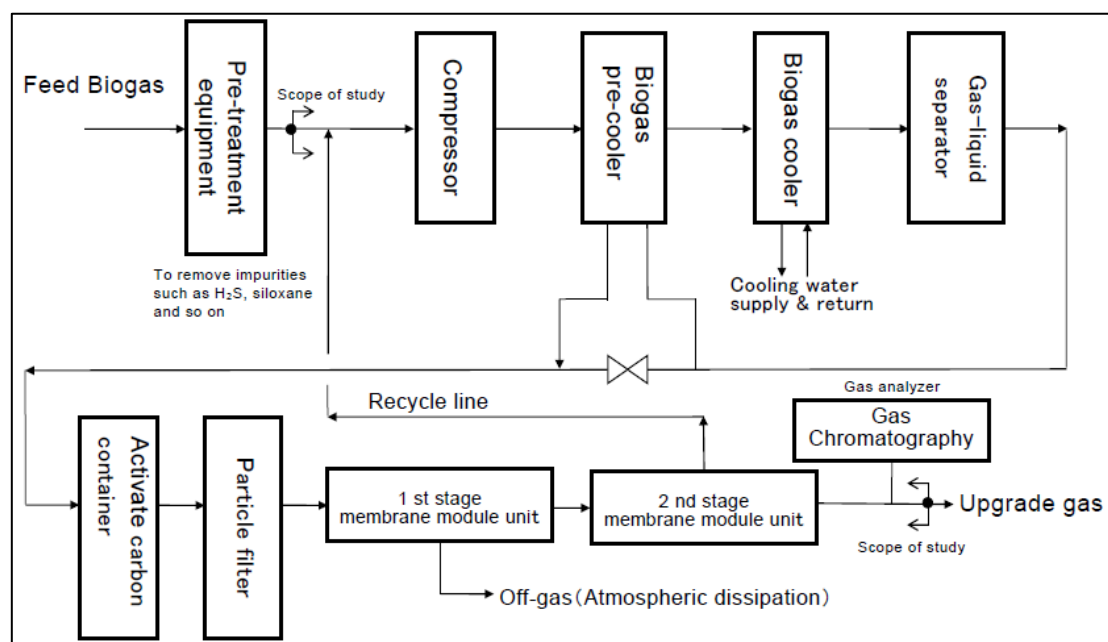 Feed Biogas
Pre-treatment
equipment
Scope of study
Compressor
Biogas
pre-cooler
Biogas cooler
Gas-liquid
separator
To remove impurities
such as H₂S, siloxane
and so on
Cooling water
supply & return
Recycle line
Gas analyzer
Gas
Chromatography
Activate carbon
container
Particle filter
1 st stage
membrane module unit
2 nd stage
membrane module unit
Upgrade gas
Scope of study
Off-gas(Atmospheric dissipation)